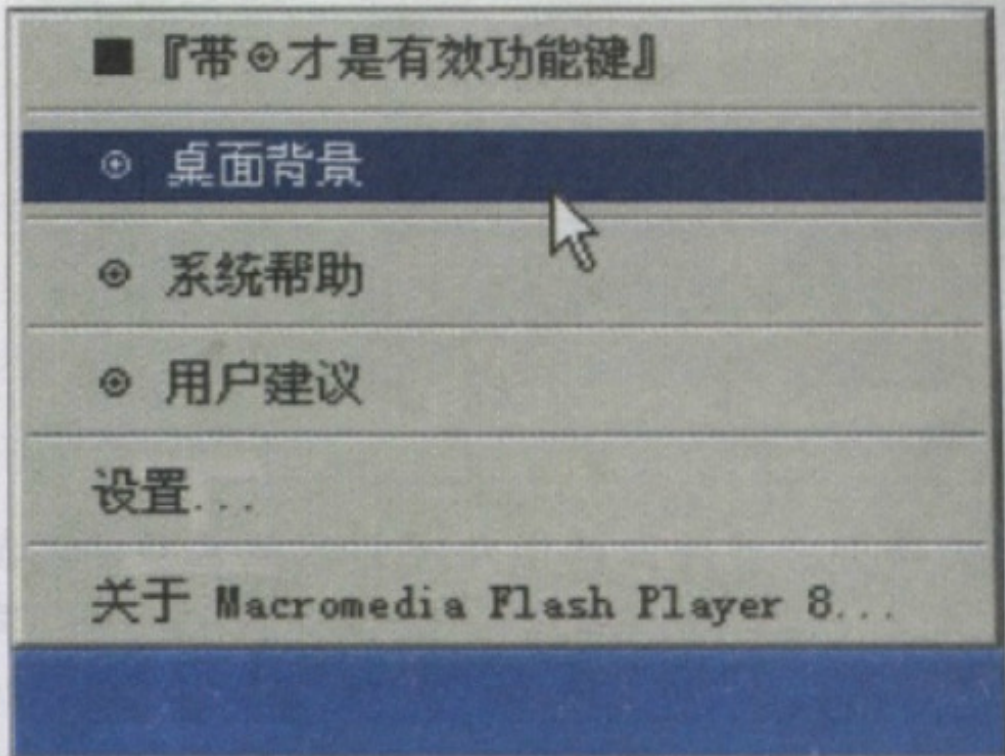 ■『带⊙才是有效功能键』
⊙ 桌面背景
⊙ 系统帮助
⊙ 用户建议
设置...
关于 Macromedia Flash Player 8...